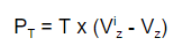 P_T = T x (V^i_z - V_z)